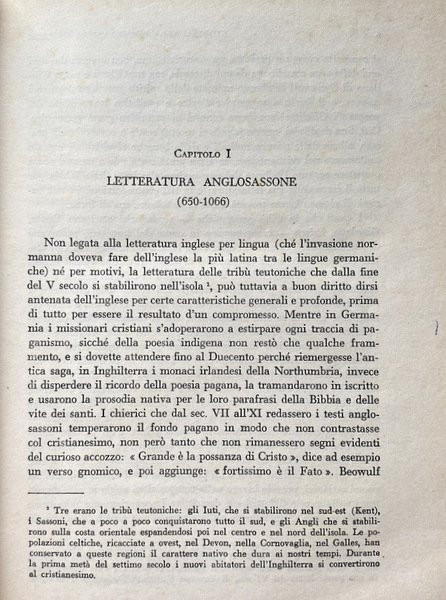 CAPITOLO I
LETTERATURA ANGLOSASSONE
(650-1066)
Non legata alla letteratura inglese per lingua (ché l'invasione nor-
manna doveva fare dell'inglese la più latina tra le lingue germani-
che) né per motivi, la letteratura delle tribù teutoniche che dalla fine
del V secolo si stabilirono nell'isola ¹, può tuttavia a buon diritto dirsi
antenata dell'inglese per certe caratteristiche generali e profonde, prima
di tutto per essere il resultato d'un compromesso. Mentre in Germa-
nia i missionari cristiani s'adoperarono a estirpare ogni traccia di pa-
ganismo, sicché della poesia indigena non restò che qualche fram-
mento, e si dovette attendere fino al Duecento perché riemergesse l'an-
tica saga, in Inghilterra i monaci irlandesi della Northumbria, invece
di disperdere il ricordo della poesia pagana, la tramandarono in iscritto
e usarono la prosodia nativa per le loro parafrasi della Bibbia e delle
vite dei santi. I chierici che dal sec. VII all'XI redassero i testi anglo-
sassoni temperarono il fondo pagano in modo che non contrastasse
col cristianesimo, non però tanto che non rimanessero segni evidenti
del curioso accozzo: « Grande è la possanza di Cristo », dice ad esem-
pio un verso gnomico, e poi aggiunge: « fortissimo è il Fato ». Beowulf
¹ Tre erano le tribù teutoniche: gli Iuti, che si stabilirono nel sud-est (Kent),
i Sassoni, che a poco a poco conquistarono tutto il sud, e gli Angli che si stabili-
rono sulla costa orientale espandendosi poi nel centro e nel nord dell'isola. Le po-
polazioni celtiche, ricacciate a ovest, nel Devon, nella Cornovaglia, nel Galles, han
conservato a queste regioni il carattere nativo che dura ai nostri tempi. Durante
la prima metà del settimo secolo i nuovi abitatori dell'Inghilterra si convertirono
al cristianesimo.